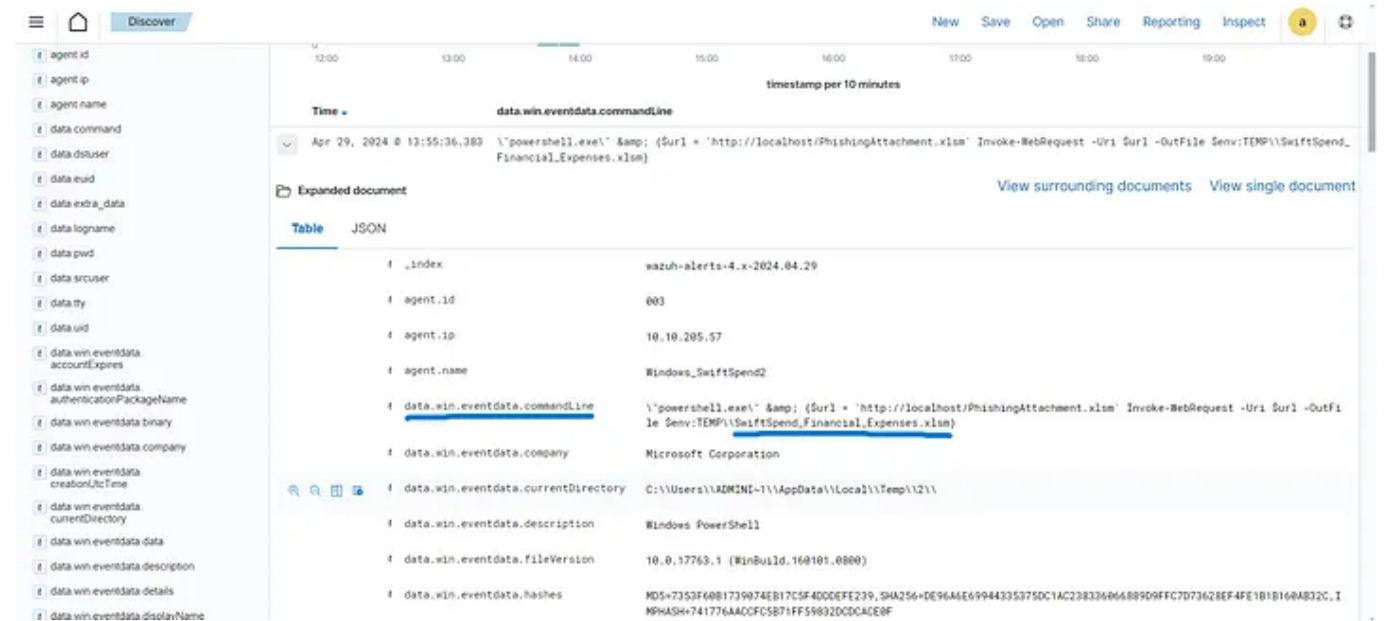 Discover
New Save Open Share Reporting Inspect a
agent.id
agent.ip
agent.name
data.command
data.dstuser
data.euid
data.extra_data
data.logname
data.pwd
data.srcuser
data.tty
data.uid
data.win.eventdata.
accountExpires
data.win.eventdata.
authenticationPackageName
data.win.eventdata.binary
data.win.eventdata.company
data.win.eventdata.
creationUtcTime
data.win.eventdata.
currentDirectory
data.win.eventdata.data
data.win.eventdata.description
data.win.eventdata.details
data.win.eventdata.displayName
0
12:00 13:00 14:00 15:00 16:00 17:00 18:00 19:00
timestamp per 10 minutes
Time data.win.eventdata.commandLine
Apr 29, 2024 @ 13:55:36.383 \"powershell.exe\" &amp; {$url = 'http://localhost/PhishingAttachment.xlsm' Invoke-WebRequest -Uri $url -OutFile $env:TEMP\\SwiftSpend_
Financial_Expenses.xlsm}
Expanded document
View surrounding documents View single document
Table JSON
t _index wazuh-alerts-4.x-2024.04.29
t agent.id 003
t agent.ip 10.10.205.57
t agent.name Windows_SwiftSpend2
t data.win.eventdata.commandLine \"powershell.exe\" &amp; {$url = 'http://localhost/PhishingAttachment.xlsm' Invoke-WebRequest -Uri $url -OutFi
le $env:TEMP\\SwiftSpend_Financial_Expenses.xlsm}
t data.win.eventdata.company Microsoft Corporation
t data.win.eventdata.currentDirectory C:\\Users\\ADMINI~1\\AppData\\Local\\Temp\\2\\
t data.win.eventdata.description Windows PowerShell
t data.win.eventdata.fileVersion 10.0.17763.1 (WinBuild.160101.0800)
t data.win.eventdata.hashes